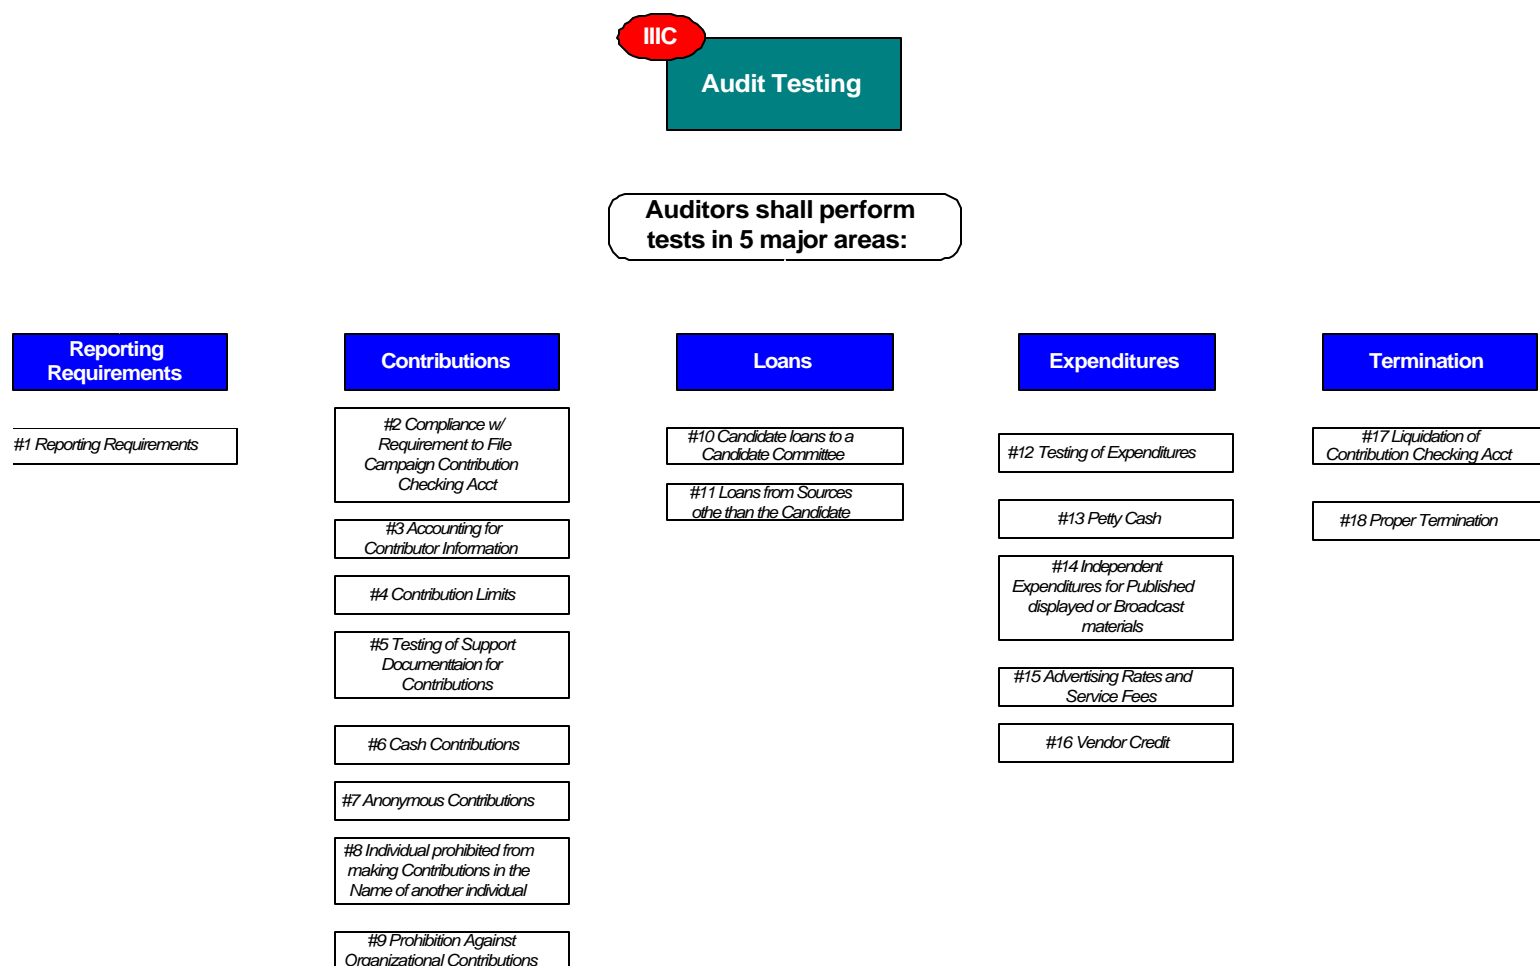 IIIC
Audit Testing
Auditors shall perform
tests in 5 major areas:
Reporting
Requirements
#1 Reporting Requirements
Contributions
#2 Compliance w/
Requirement to File
Campaign Contribution
Checking Acct
#3 Accounting for
Contributor Information
#4 Contribution Limits
#5 Testing of Support
Documenttaion for
Contributions
#6 Cash Contributions
#7 Anonymous Contributions
#8 Individual prohibited from
making Contributions in the
Name of another individual
#9 Prohibition Against
Organizational Contributions
Loans
#10 Candidate loans to a
Candidate Committee
#11 Loans from Sources
othe than the Candidate
Expenditures
#12 Testing of Expenditures
#13 Petty Cash
#14 Independent
Expenditures for Published
displayed or Broadcast
materials
#15 Advertising Rates and
Service Fees
#16 Vendor Credit
Termination
#17 Liquidation of
Contribution Checking Acct
#18 Proper Termination